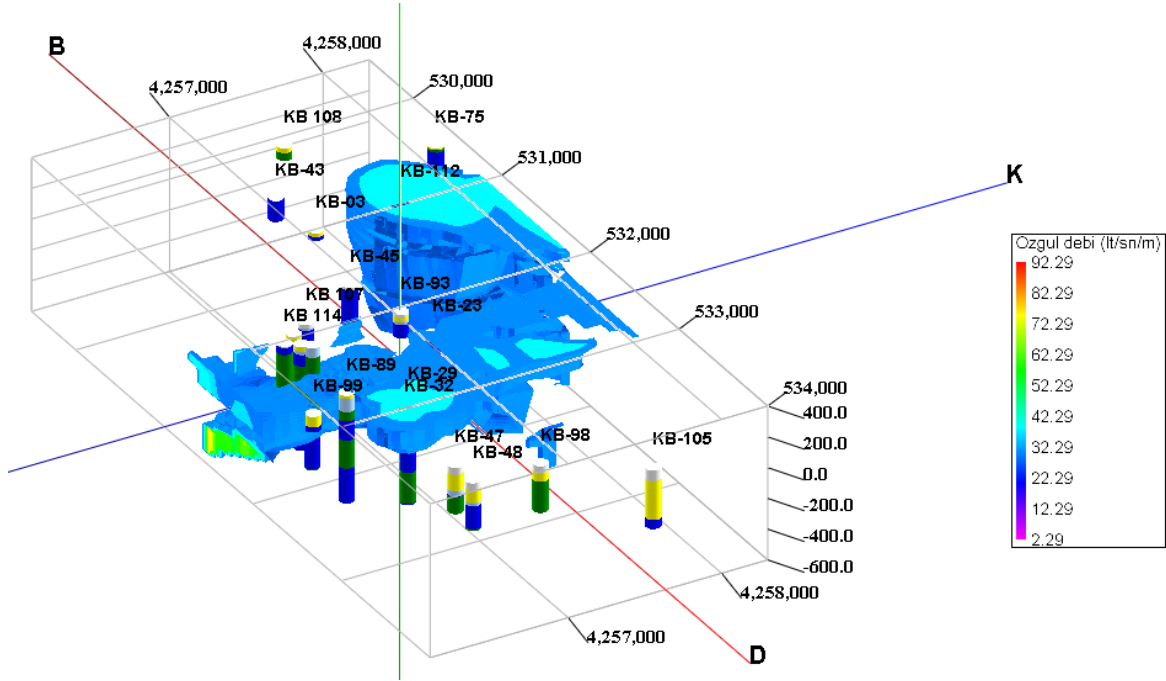 B
4,258,000
4,257,000
530,000
KB 108
KB-75
KB-43
KB-112
531,000
K
KB-03
532,000
Ozgul debi (lt/sn/m)
KB-45
92.29
KB-93
82.29
KB 107
KB-23
72.29
KB 114
533,000
62.29
52.29
KB-89
KB-29
42.29
KB-99
KB-32
534,000
32.29
400.0
22.29
KB-47
KB-98
KB-105
200.0
12.29
KB-48
0.0
2.29
-200.0
-400.0
-600.0
4,258,000
4,257,000
D